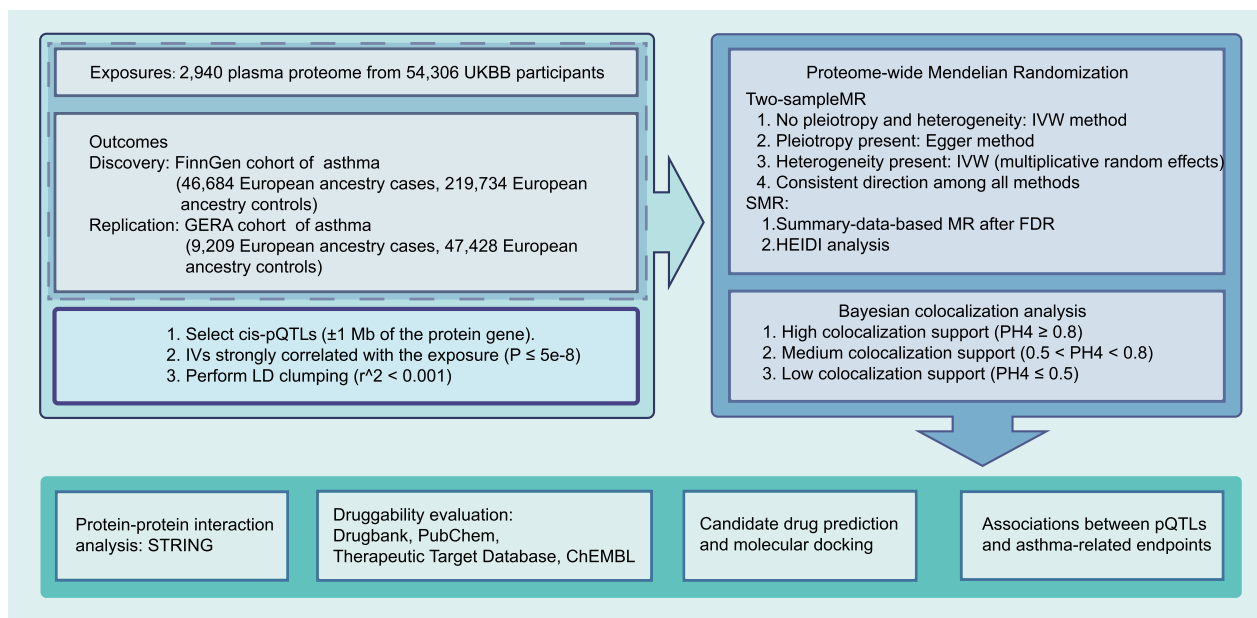 Exposures: 2,940 plasma proteome from 54,306 UKBB participants
Outcomes
Discovery: FinnGen cohort of asthma
(46,684 European ancestry cases, 219,734 European
ancestry controls)
Replication: GERA cohort of asthma
(9,209 European ancestry cases, 47,428 European
ancestry controls)
1. Select cis-pQTLs (±1 Mb of the protein gene).
2. IVs strongly correlated with the exposure (P ≤ 5e-8)
3. Perform LD clumping (r^2 < 0.001)
Proteome-wide Mendelian Randomization
Two-sampleMR
1. No pleiotropy and heterogeneity: IVW method
2. Pleiotropy present: Egger method
3. Heterogeneity present: IVW (multiplicative random effects)
4. Consistent direction among all methods
SMR:
1.Summary-data-based MR after FDR
2.HEIDI analysis
Bayesian colocalization analysis
1. High colocalization support (PH4 ≥ 0.8)
2. Medium colocalization support (0.5 < PH4 < 0.8)
3. Low colocalization support (PH4 ≤ 0.5)
Protein-protein interaction
analysis: STRING
Druggability evaluation:
Drugbank, PubChem,
Therapeutic Target Database, ChEMBL
Candidate drug prediction
and molecular docking
Associations between pQTLs
and asthma-related endpoints